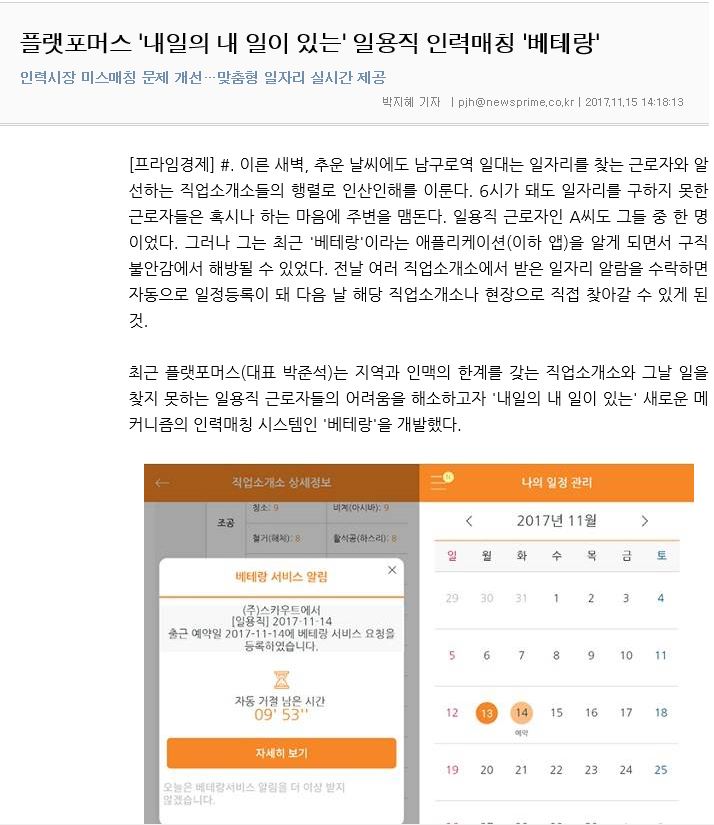 플랫포머스 '내일의 내 일이 있는' 일용직 인력매칭 '베테랑'
인력시장 미스매칭 문제 개선…맞춤형 일자리 실시간 제공
박지혜 기자 | pjh@newsprime.co.kr | 2017.11.15 14:18:13
[프라임경제] #. 이른 새벽, 추운 날씨에도 남구로역 일대는 일자리를 찾는 근로자와 알
선하는 직업소개소들의 행렬로 인산인해를 이룬다. 6시가 돼도 일자리를 구하지 못한
근로자들은 혹시나 하는 마음에 주변을 맴돈다. 일용직 근로자인 A씨도 그들 중 한 명
이었다. 그러나 그는 최근 '베테랑'이라는 애플리케이션(이하 앱)을 알게 되면서 구직
불안감에서 해방될 수 있었다. 전날 여러 직업소개소에서 받은 일자리 알람을 수락하면
자동으로 일정등록이 돼 다음 날 해당 직업소개소나 현장으로 직접 찾아갈 수 있게 된
것.
최근 플랫포머스(대표 박준석)는 지역과 인맥의 한계를 갖는 직업소개소와 그날 일을
찾지 못하는 일용직 근로자들의 어려움을 해소하고자 '내일의 내 일이 있는' 새로운 메
커니즘의 인력매칭 시스템인 '베테랑'을 개발했다.
직업소개소 상세정보
조공
청소: 9 비계(아시바): 9
철거(해체): 8 할석공(하스리): 8
베테랑 서비스 알림
(주)스카우트에서
[일용직] 2017-11-14
출근 예약일 2017-11-14에 베테랑 서비스 요청을
등록하였습니다.
자동 거절 남은 시간
09' 53''
자세히 보기
오늘은 베테랑서비스 알림을 더 이상 받지
않겠습니다.
나의 일정 관리
2017년 11월
일 월 화 수 목 금 토
29 30 31 1 2 3 4
5 6 7 8 9 10 11
12 13 14 15 16 17 18
예약
19 20 21 22 23 24 25